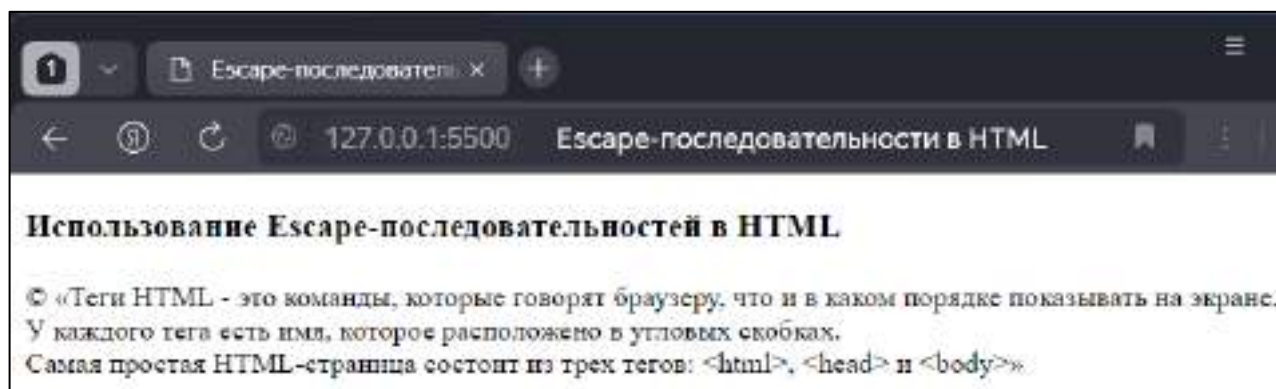 1
Escape-последователь
127.0.0.1:5500 Escape-последовательности в HTML
Использование Escape-последовательностей в HTML
© «Теги HTML - это команды, которые говорят браузеру, что и в каком порядке показывать на экране.
У каждого тега есть имя, которое расположено в угловых скобках.
Самая простая HTML-страница состоит из трех тегов: <html>, <head> и <body>»